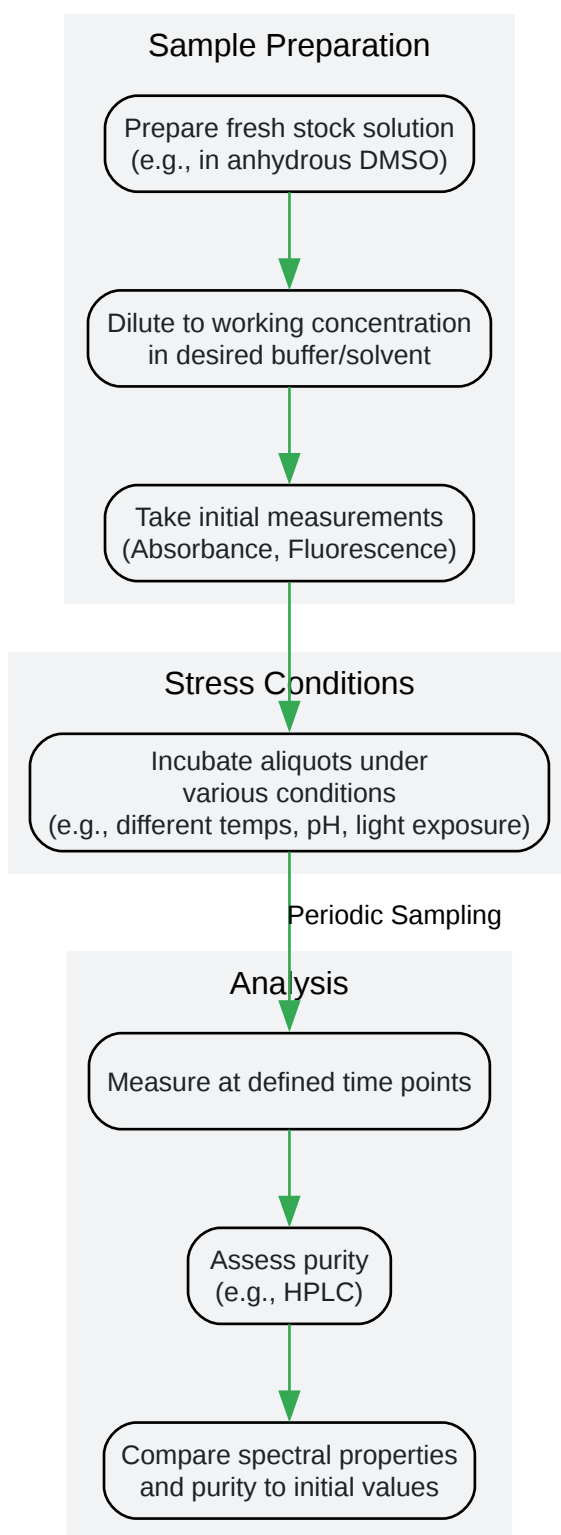 Sample Preparation
Prepare fresh stock solution
(e.g., in anhydrous DMSO)
Dilute to working concentration
in desired buffer/solvent
Take initial measurements
(Absorbance, Fluorescence)
Stress Conditions
Incubate aliquots under
various conditions
(e.g., different temps, pH, light exposure)
Periodic Sampling
Analysis
Measure at defined time points
Assess purity
(e.g., HPLC)
Compare spectral properties
and purity to initial values